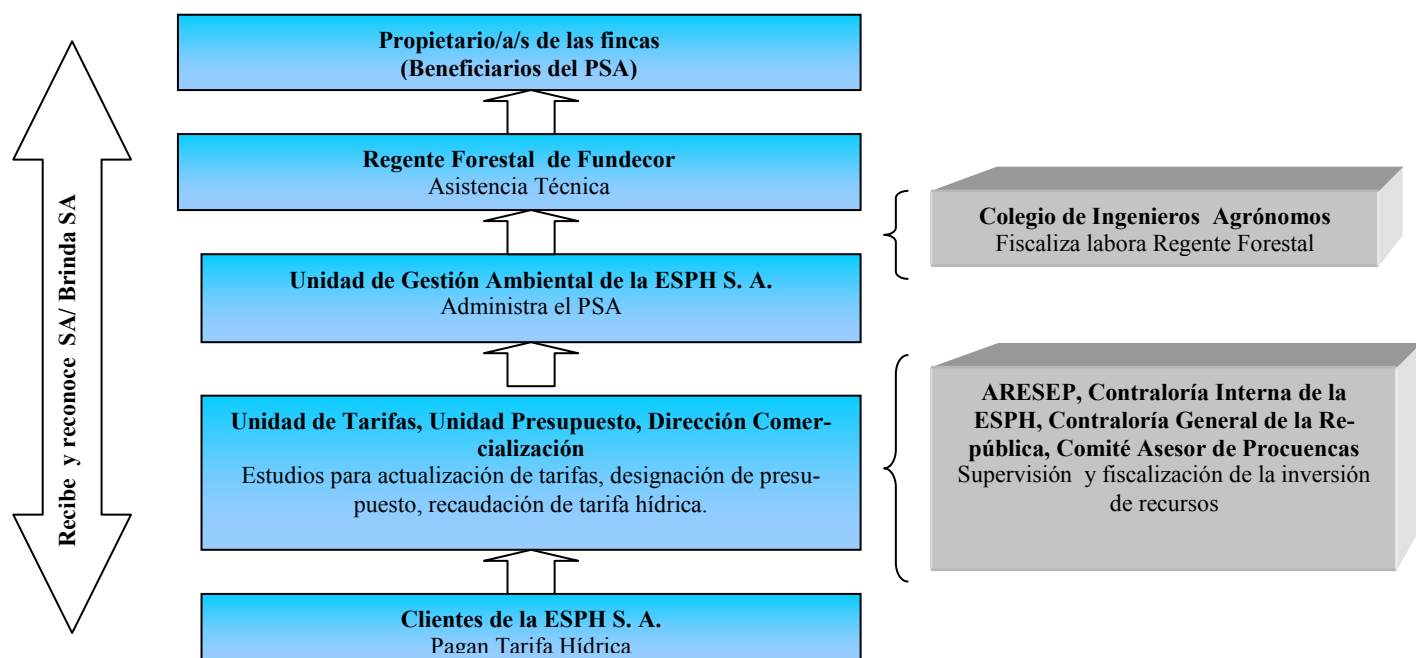 Propietario/a/s de las fincas
(Beneficiarios del PSA)
Regente Forestal de Fundecor
Asistencia Técnica
Colegio de Ingenieros Agrónomos
Fiscaliza labora Regente Forestal
Unidad de Gestión Ambiental de la ESPH S. A.
Administra el PSA
Recibe y reconoce SA/ Brinda SA
Unidad de Tarifas, Unidad Presupuesto, Dirección Comer-
cialización
Estudios para actualización de tarifas, designación de presu-
puesto, recaudación de tarifa hídrica.
ARESEP, Contraloría Interna de la
ESPH, Contraloría General de la Re-
pública, Comité Asesor de Procuencas
Supervisión y fiscalización de la inversión
de recursos
Clientes de la ESPH S. A.
Pagan Tarifa Hídrica